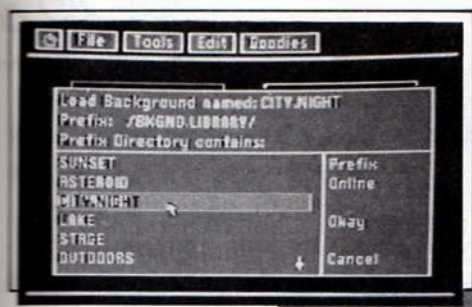 File Tools Edit Goodies
Load Background named: CITY.NIGHT
Prefix: /BKGND.LIBRARY/
Prefix Directory contains:
SUNSET
ASTEROID
CITY.NIGHT
LAKE
STAGE
OUTDOORS
Prefix
Online
Okay
Cancel